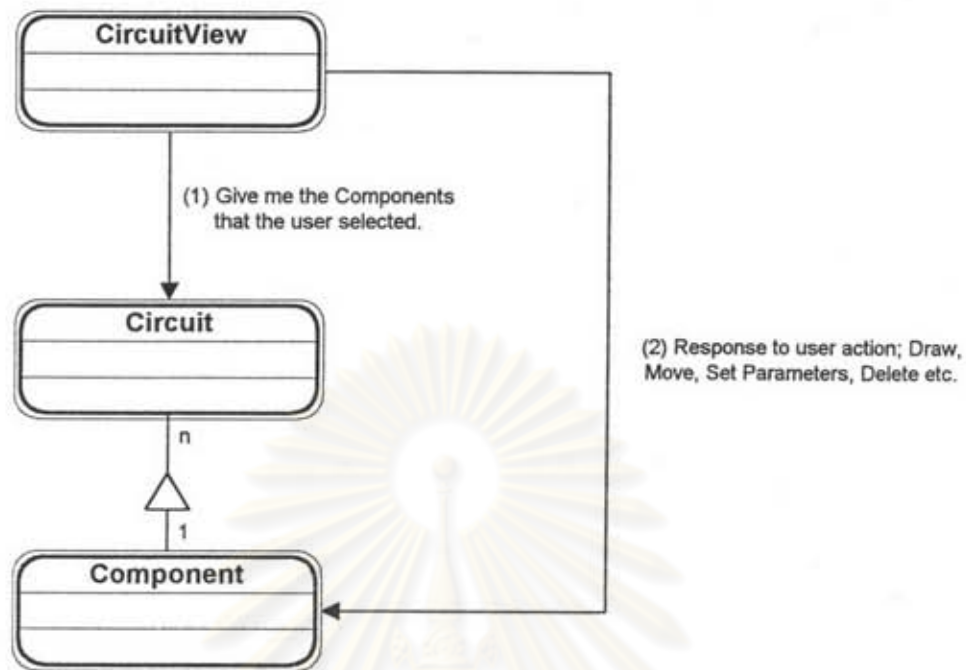 CircuitView
(1) Give me the Components
that the user selected.
Circuit
(2) Response to user action; Draw,
Move, Set Parameters, Delete etc.
n
1
Component